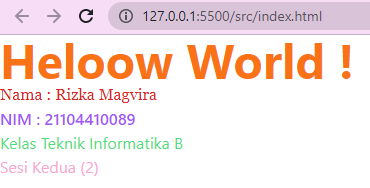 127.0.0.1:5500/src/index.html
Heloow World !
Nama : Rizka Magvira
NIM : 21104410089
Kelas Teknik Informatika B
Sesi Kedua (2)